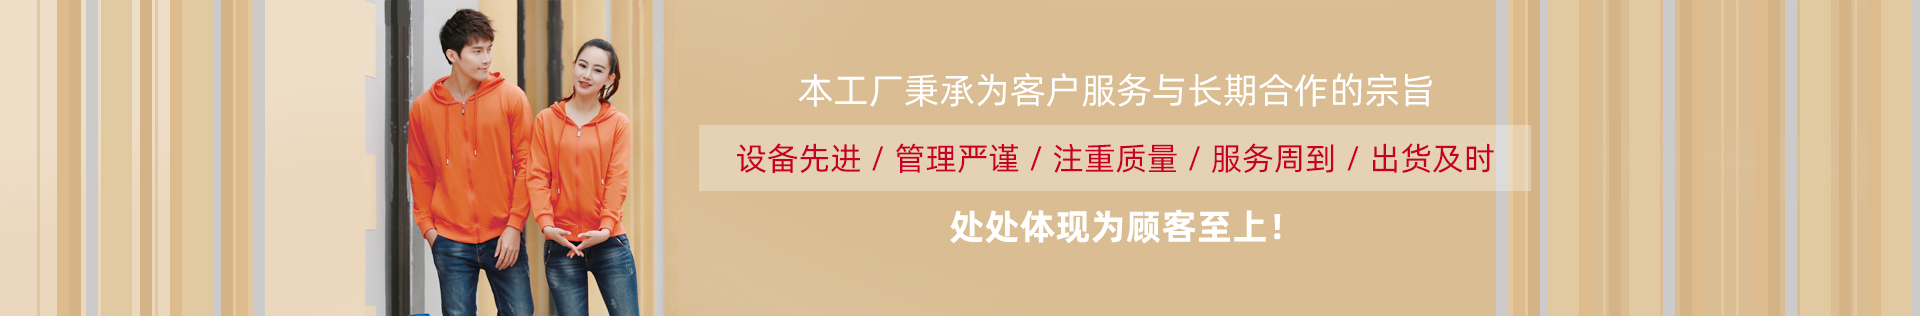 本工厂秉承为客户服务与长期合作的宗旨
设备先进 / 管理严谨 / 注重质量 / 服务周到 / 出货及时
处处体现为顾客至上!